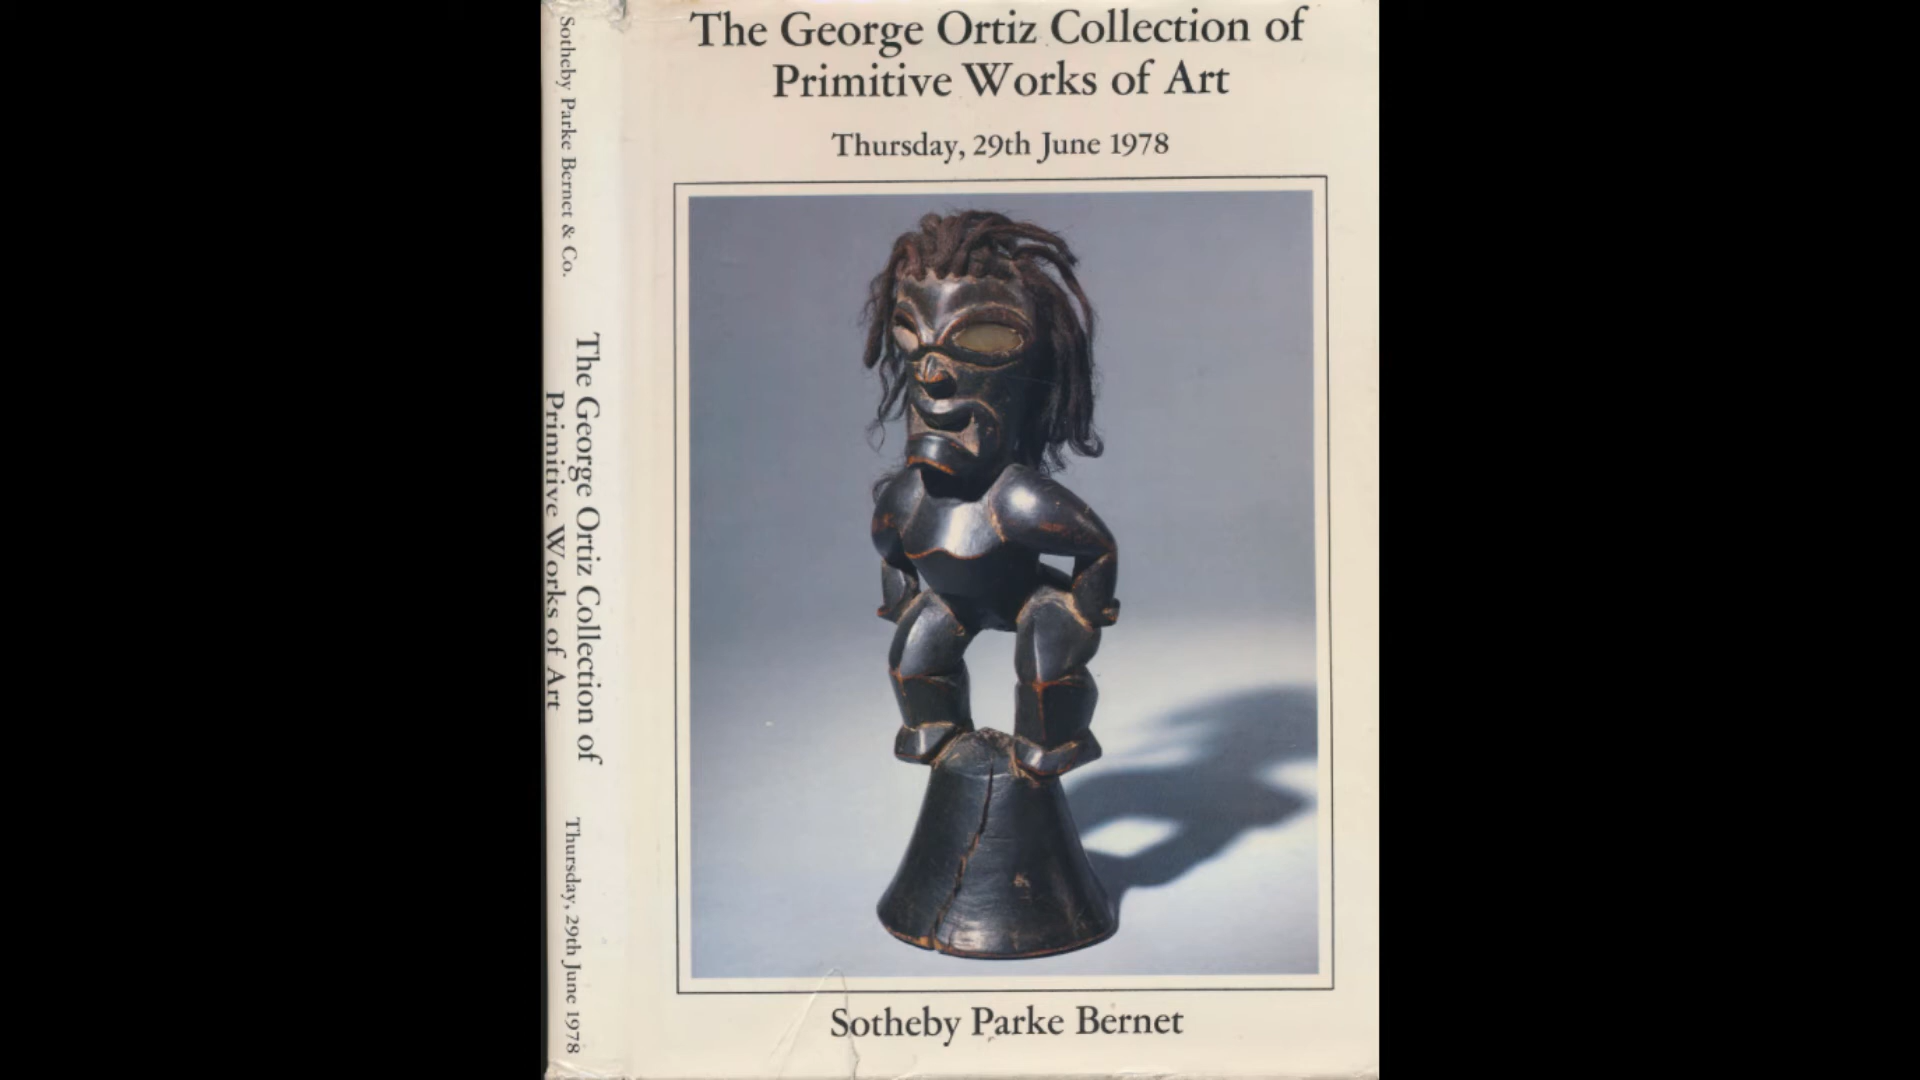 The George Ortiz Collection of
Primitive Works of Art
Thursday, 29th June 1978
Sotheby Parke Bernet
Sotheby Parke Bernet & Co.
The George Ortiz Collection of
Primitive Works of Art
Thursday, 29th June 1978